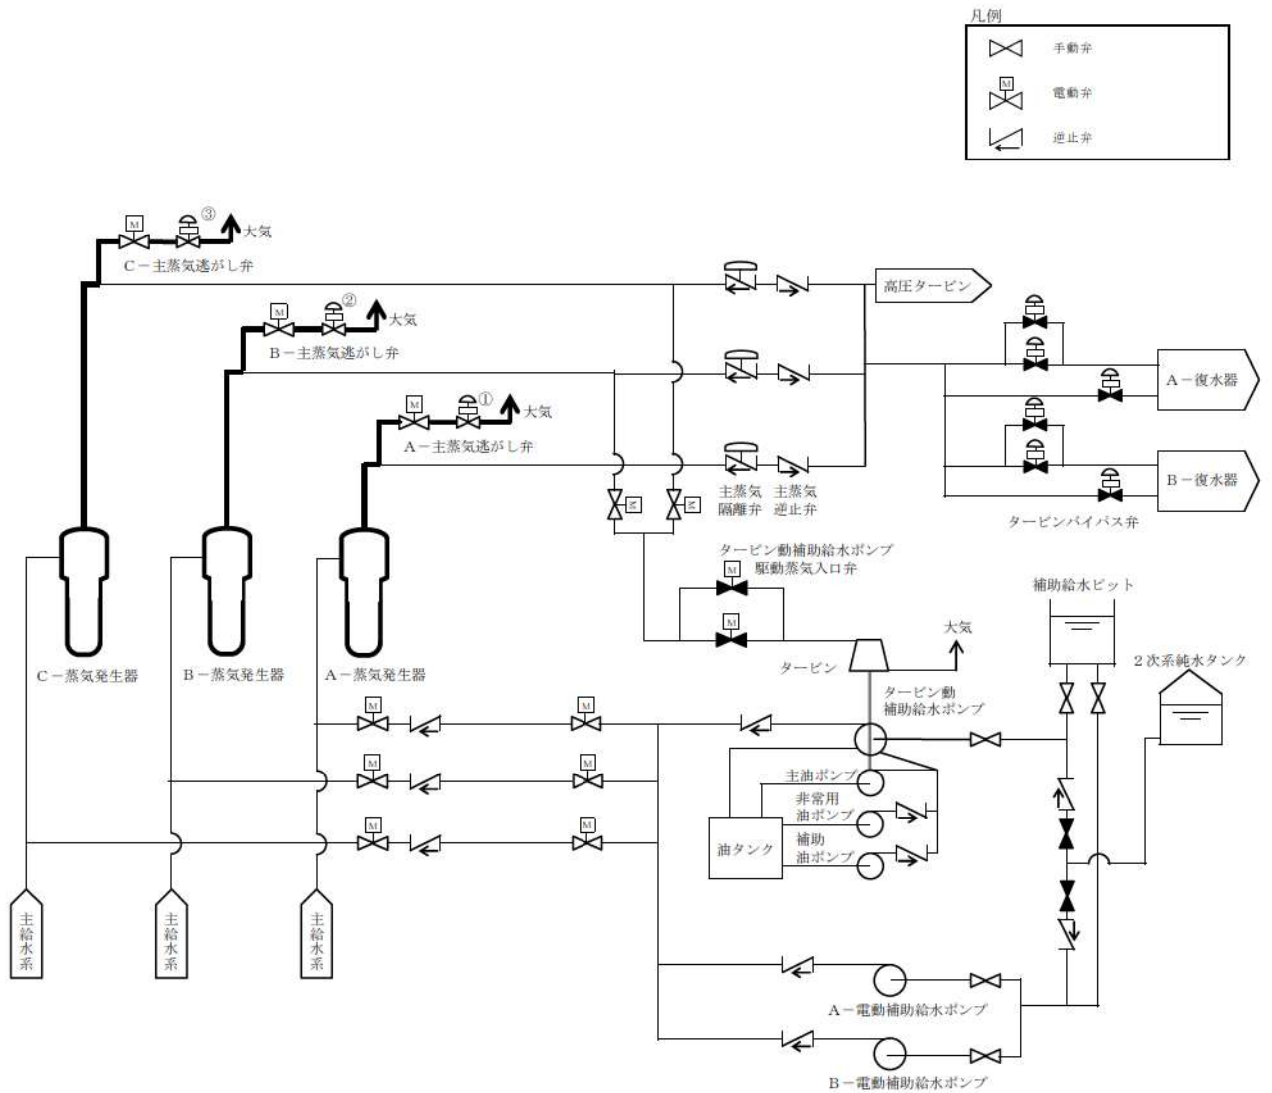 凡例
手動弁
M
電動弁
逆止弁
M
③
大気
C－主蒸気逃がし弁
M
②
大気
B－主蒸気逃がし弁
M
①
大気
A－主蒸気逃がし弁
高圧タービン
A－復水器
B－復水器
主蒸気
隔離弁
主蒸気
逆止弁
タービンバイパス弁
M
M
タービン動補助給水ポンプ
駆動蒸気入口弁
M
M
補助給水ピット
大気
2次系純水タンク
タービン
タービン動
補助給水ポンプ
C－蒸気発生器
B－蒸気発生器
A－蒸気発生器
M
M
M
M
M
M
主油ポンプ
非常用
油ポンプ
補助
油ポンプ
油タンク
主給水系
主給水系
主給水系
A－電動補助給水ポンプ
B－電動補助給水ポンプ